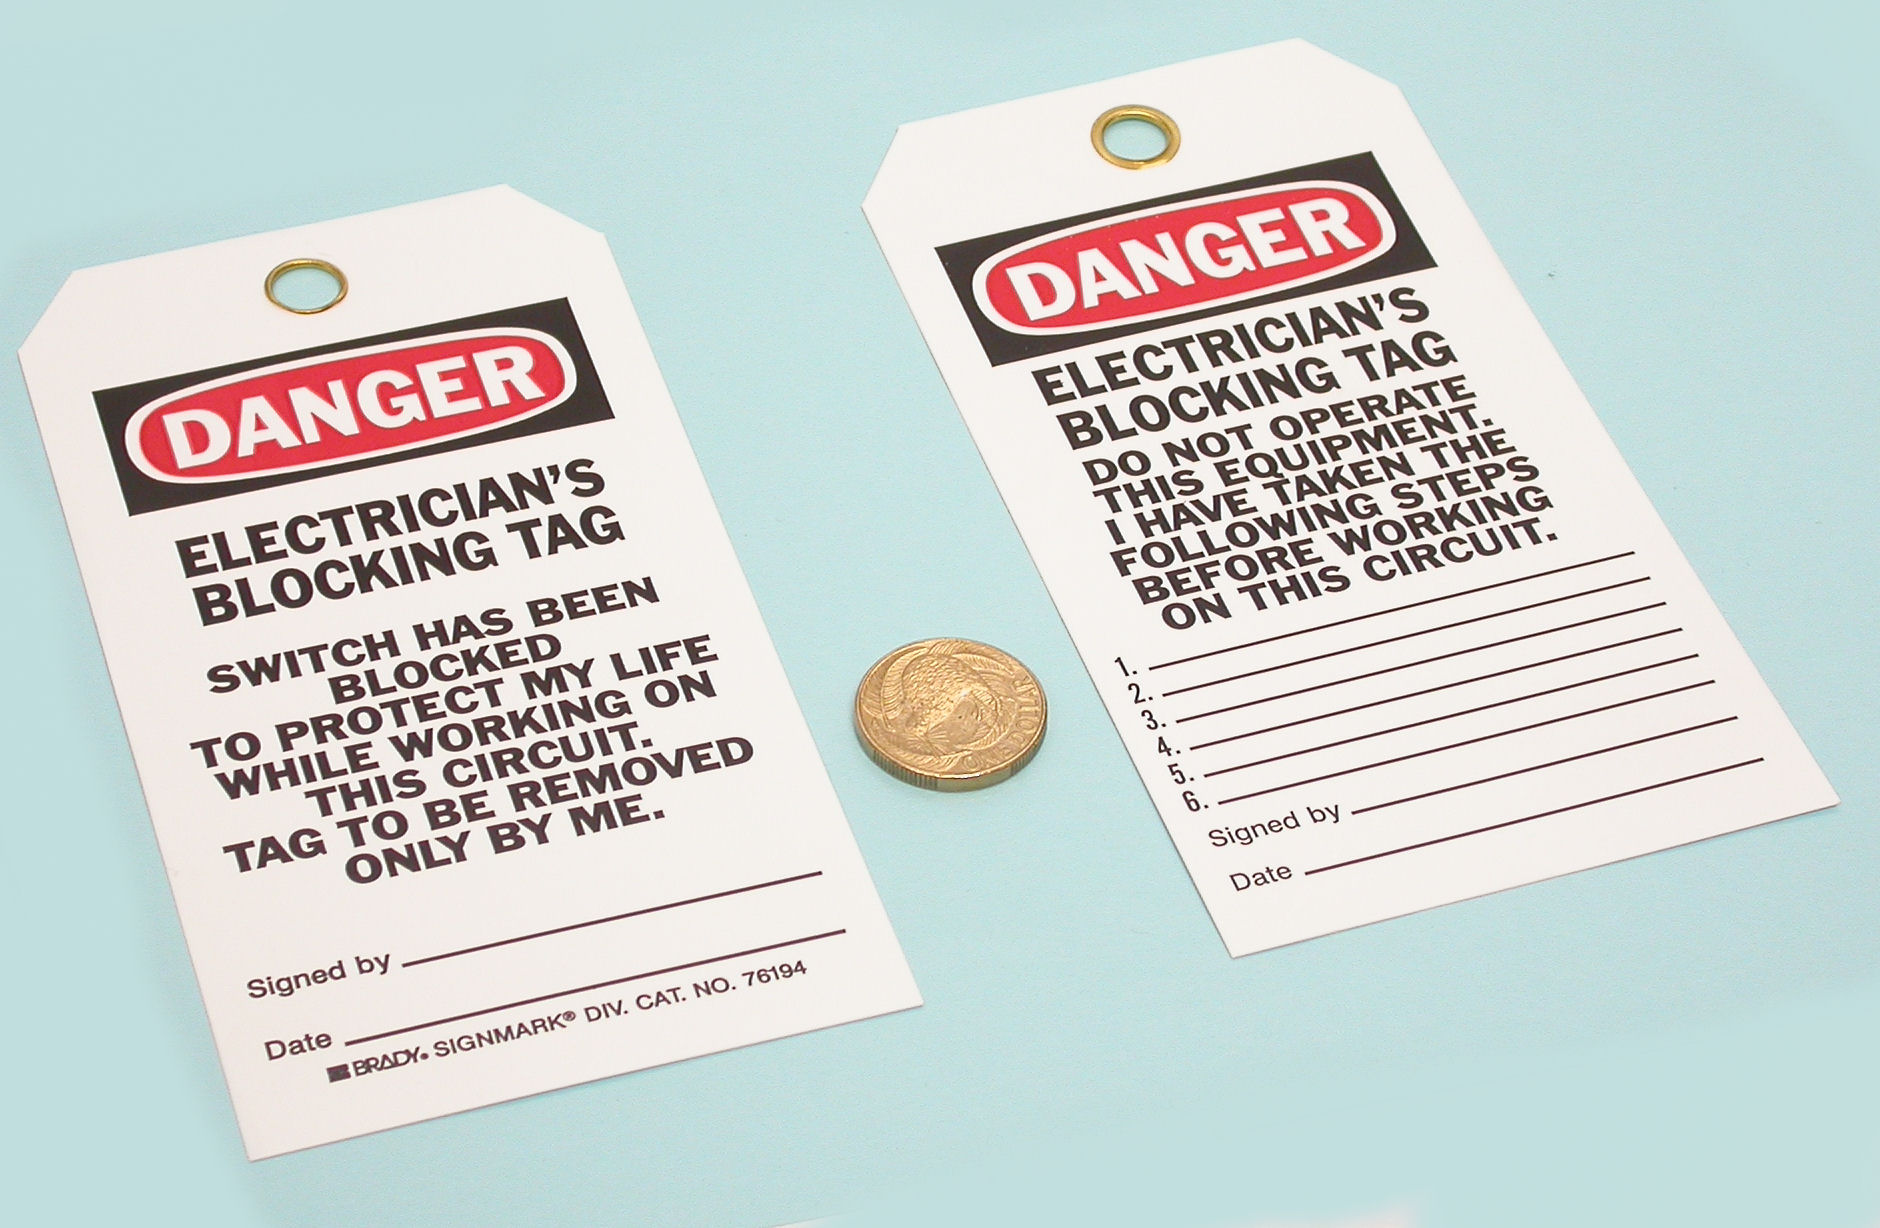 DANGER
ELECTRICIAN'S
BLOCKING TAG
SWITCH HAS BEEN
BLOCKED
TO PROTECT MY LIFE
WHILE WORKING ON
THIS CIRCUIT.
TAG TO BE REMOVED
ONLY BY ME.
Signed by
Date
BRADY. SIGNMARK® DIV. CAT. NO. 76194
DANGER
ELECTRICIAN'S
BLOCKING TAG
DO NOT OPERATE
THIS EQUIPMENT.
I HAVE TAKEN THE
FOLLOWING STEPS
BEFORE WORKING
ON THIS CIRCUIT.
1.
2.
3.
4.
5.
6.
Signed by
Date
ONE DOLLAR